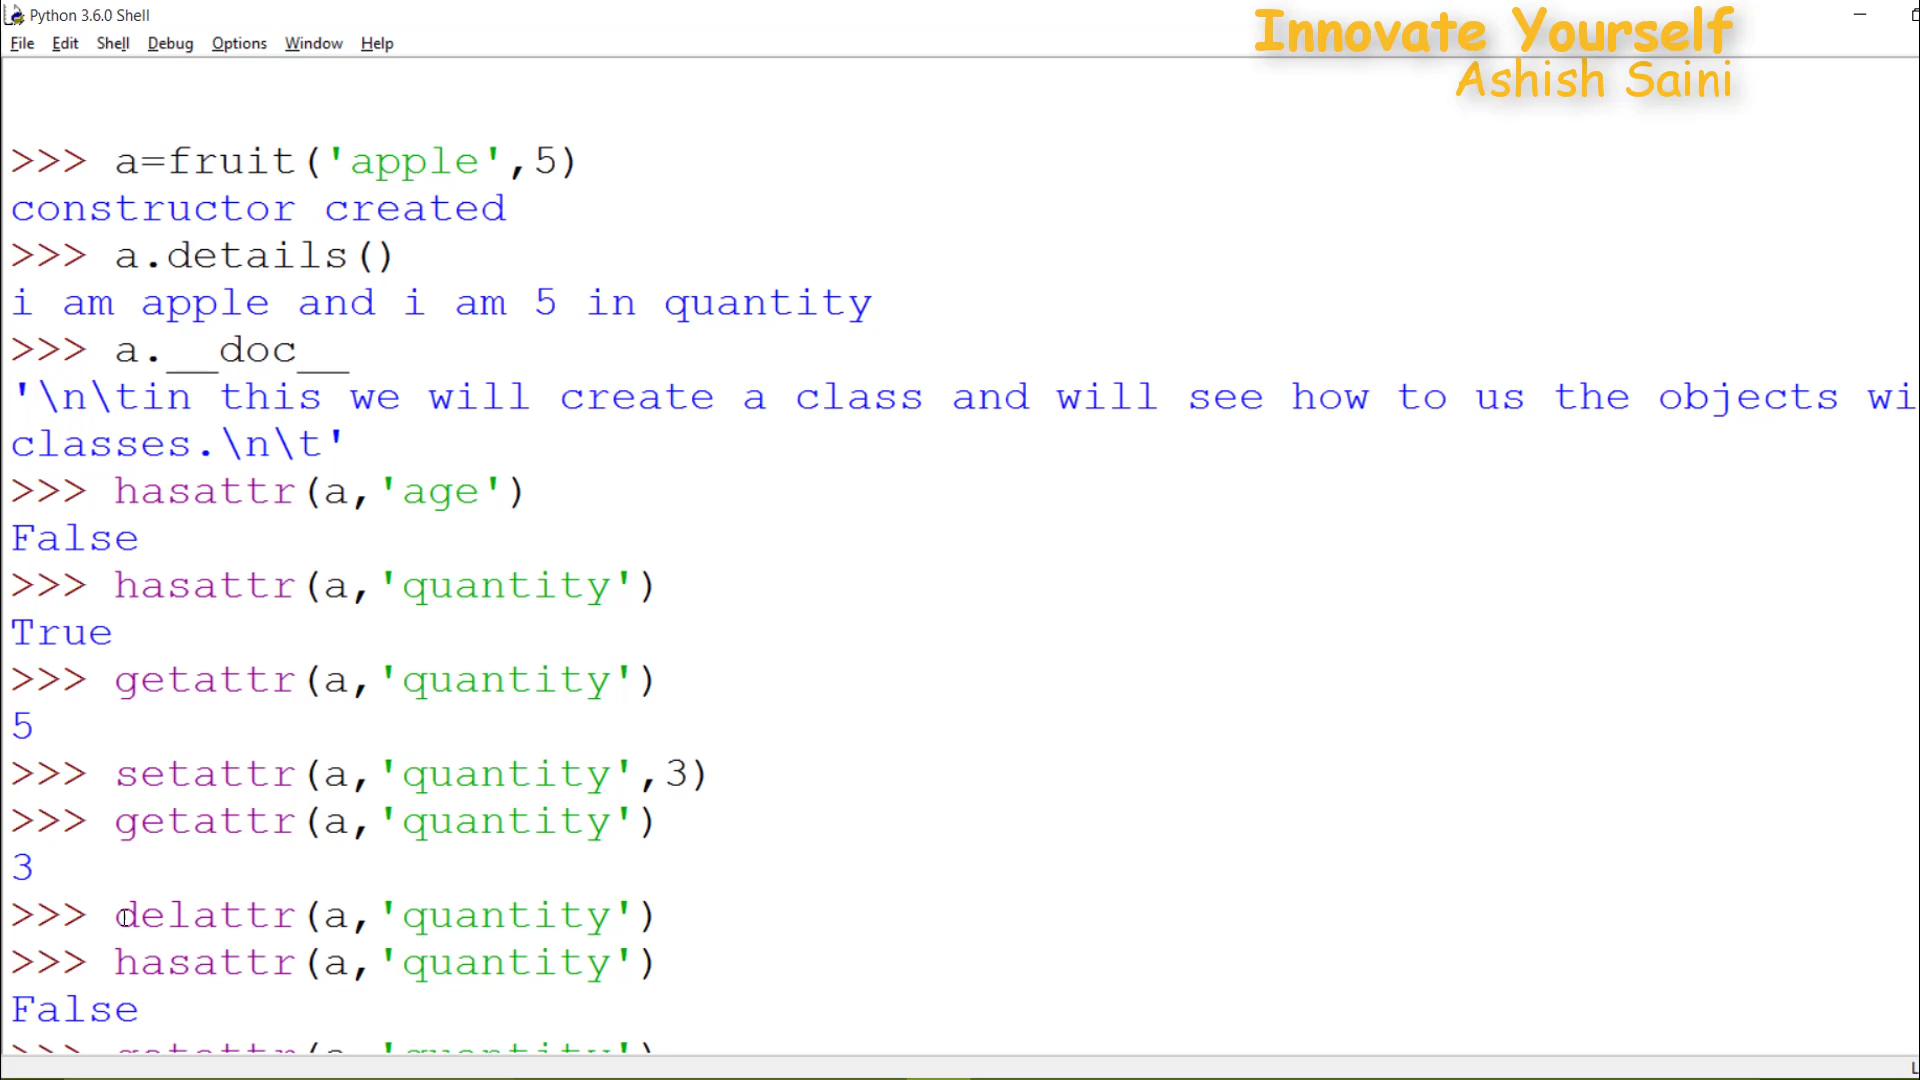 Python 3.6.0 Shell
Innovate Yourself
File Edit Shell Debug Options Window Help
Ashish Saini
>>> a=fruit('apple',5)
constructor created
>>> a.details()
i am apple and i am 5 in quantity
>>> a.__doc__
'\n\tin this we will create a class and will see how to us the objects wi
classes.\n\t'
>>> hasattr(a,'age')
False
>>> hasattr(a,'quantity')
True
>>> getattr(a,'quantity')
5
>>> setattr(a,'quantity',3)
>>> getattr(a,'quantity')
3
>>> delattr(a,'quantity')
>>> hasattr(a,'quantity')
False
>>> getattr(a,'quantity')